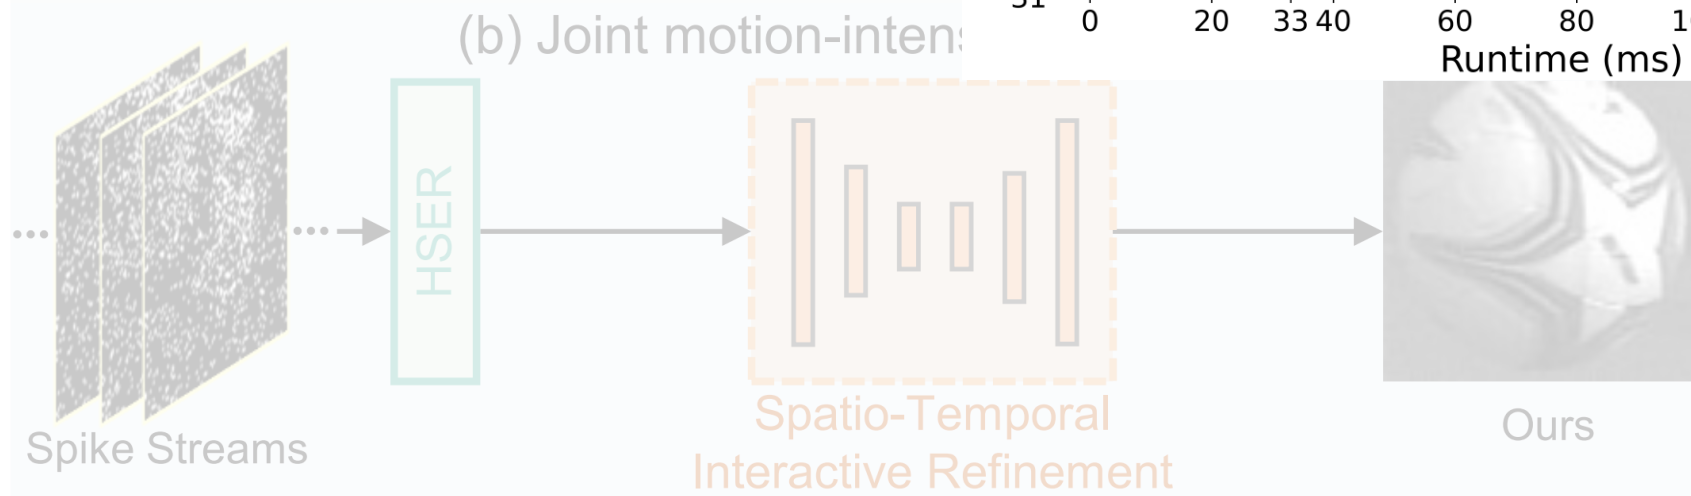 31
0 20 33 40 60 80
Runtime (ms)
(b) Joint motion-intens
... ...
HSER
Spatio-Temporal
Interactive Refinement
Spike Streams
Ours